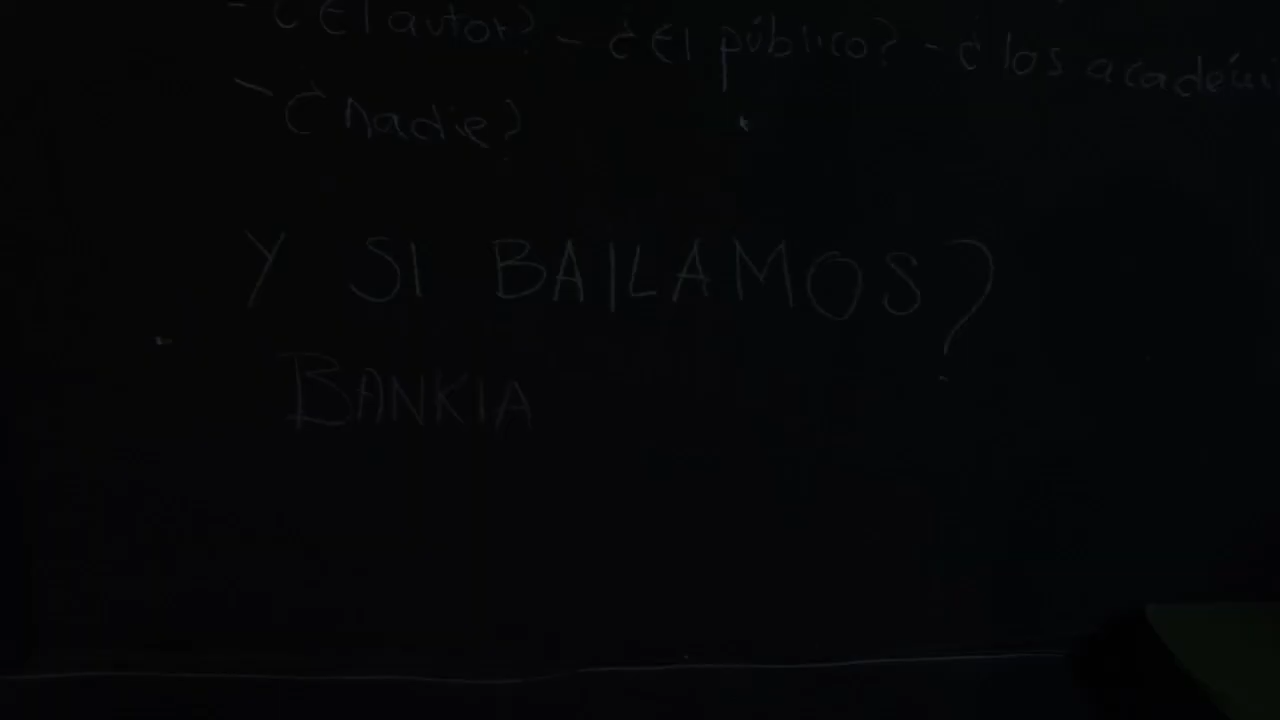 - ¿El autor? - ¿El público? - ¿los
- ¿nadie?
Y SI BAILAMOS?
BANKIA